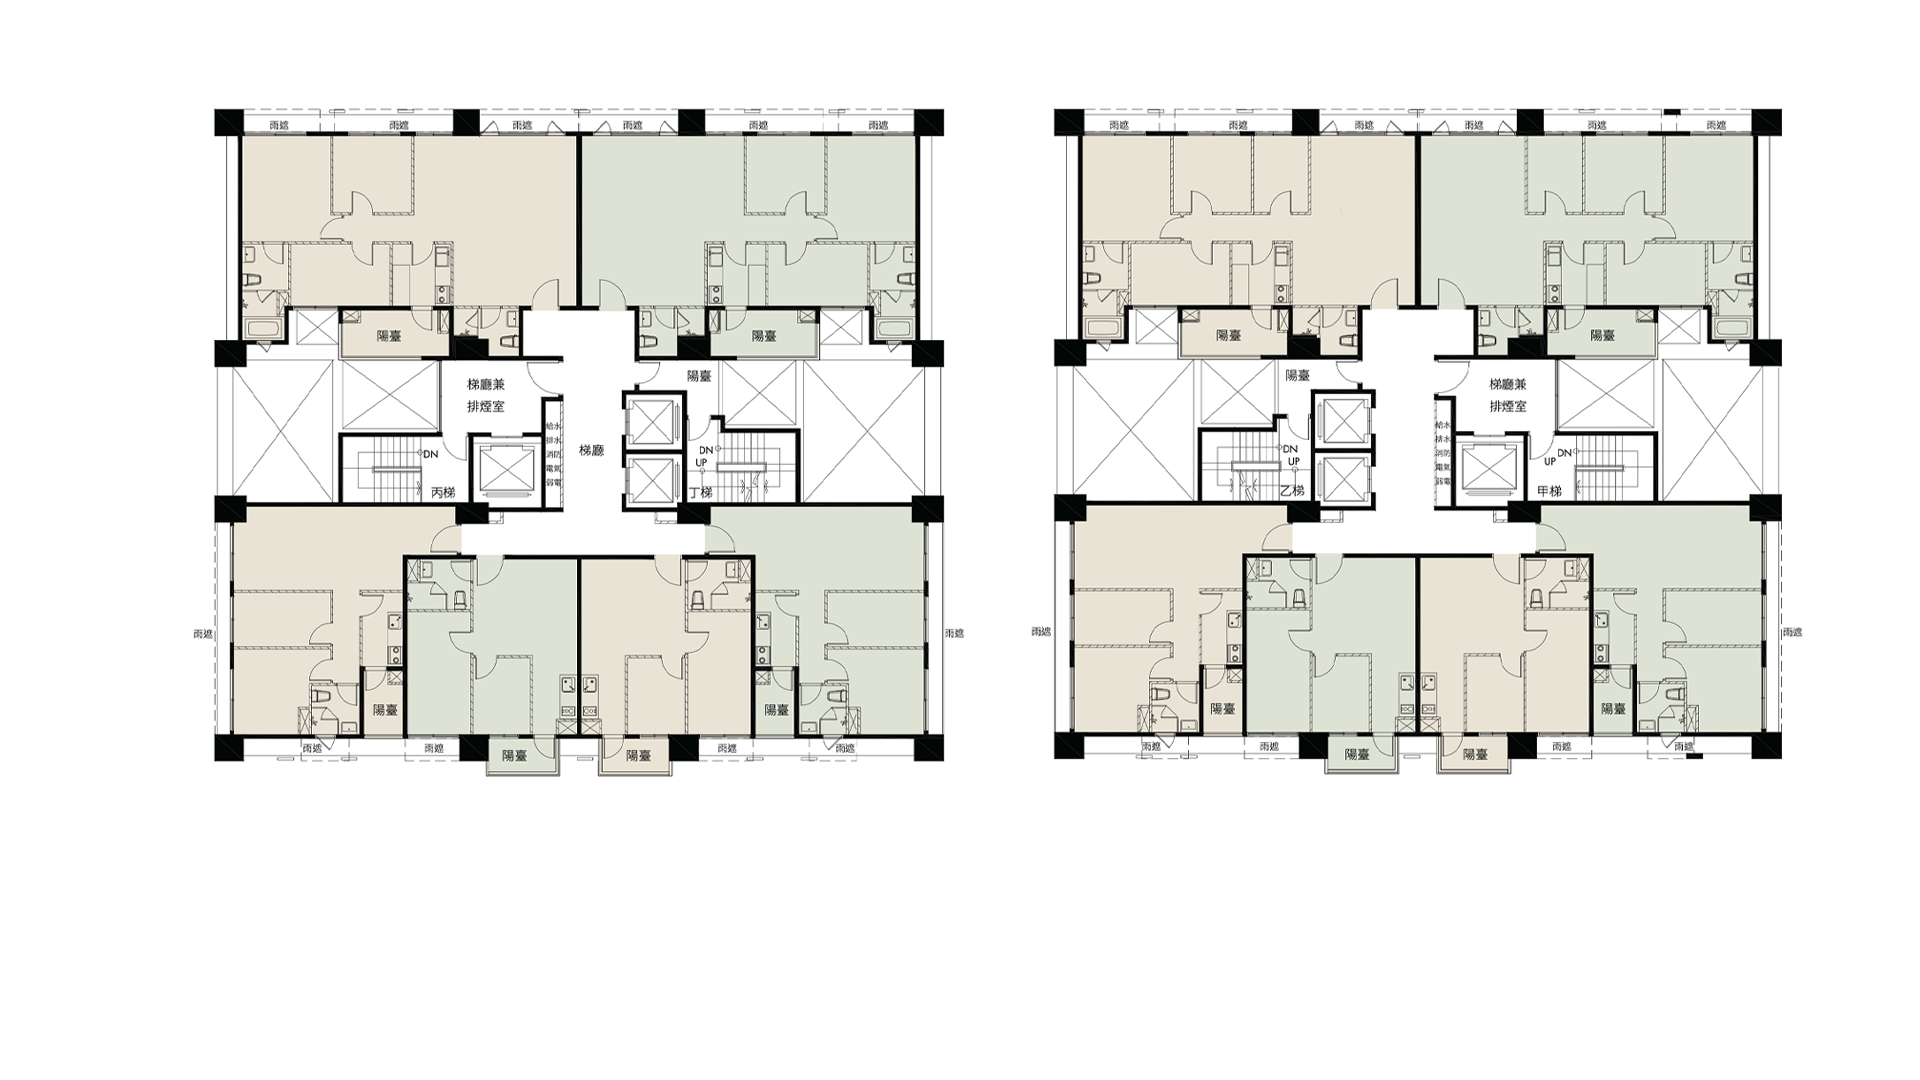 雨遮 雨遮 雨遮 雨遮 雨遮 雨遮
陽臺 陽臺
梯廳兼
排煙室
陽臺
給水
排水
消防
電氣
弱電
梯廳
DN
丙梯
DN
UP
丁梯
雨遮 雨遮
陽臺 陽臺
雨遮 雨遮 陽臺 陽臺 雨遮 雨遮
雨遮 雨遮 雨遮 雨遮 雨遮 雨遮
陽臺 陽臺
陽臺
梯廳兼
排煙室
給水
排水
消防
電氣
弱電
DN
UP
乙梯
UP DN
甲梯
雨遮 雨遮
陽臺 陽臺
雨遮 雨遮 陽臺 陽臺 雨遮 雨遮